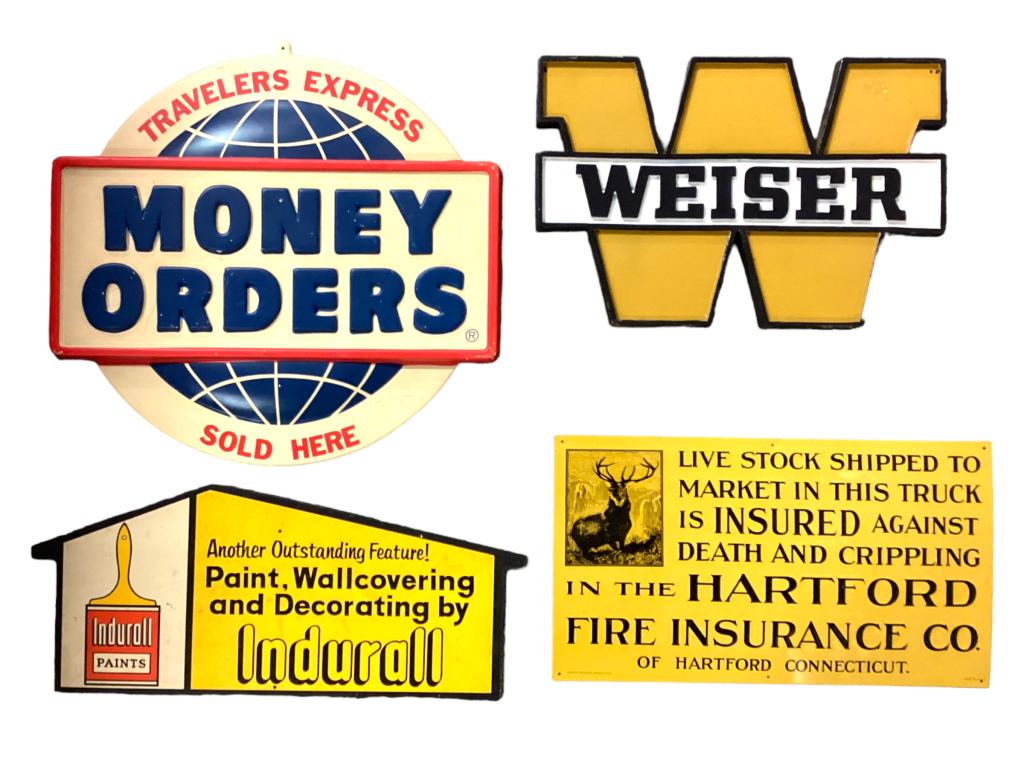 TRAVELERS EXPRESS
MONEY
ORDERS
®
SOLD HERE
WEISER
Another Outstanding Feature!
Paint, Wallcovering
and Decorating by
Indurall
Indurall
PAINTS
LIVE STOCK SHIPPED TO
MARKET IN THIS TRUCK
IS INSURED AGAINST
DEATH AND CRIPPLING
IN THE HARTFORD
FIRE INSURANCE CO.
OF HARTFORD CONNECTICUT.